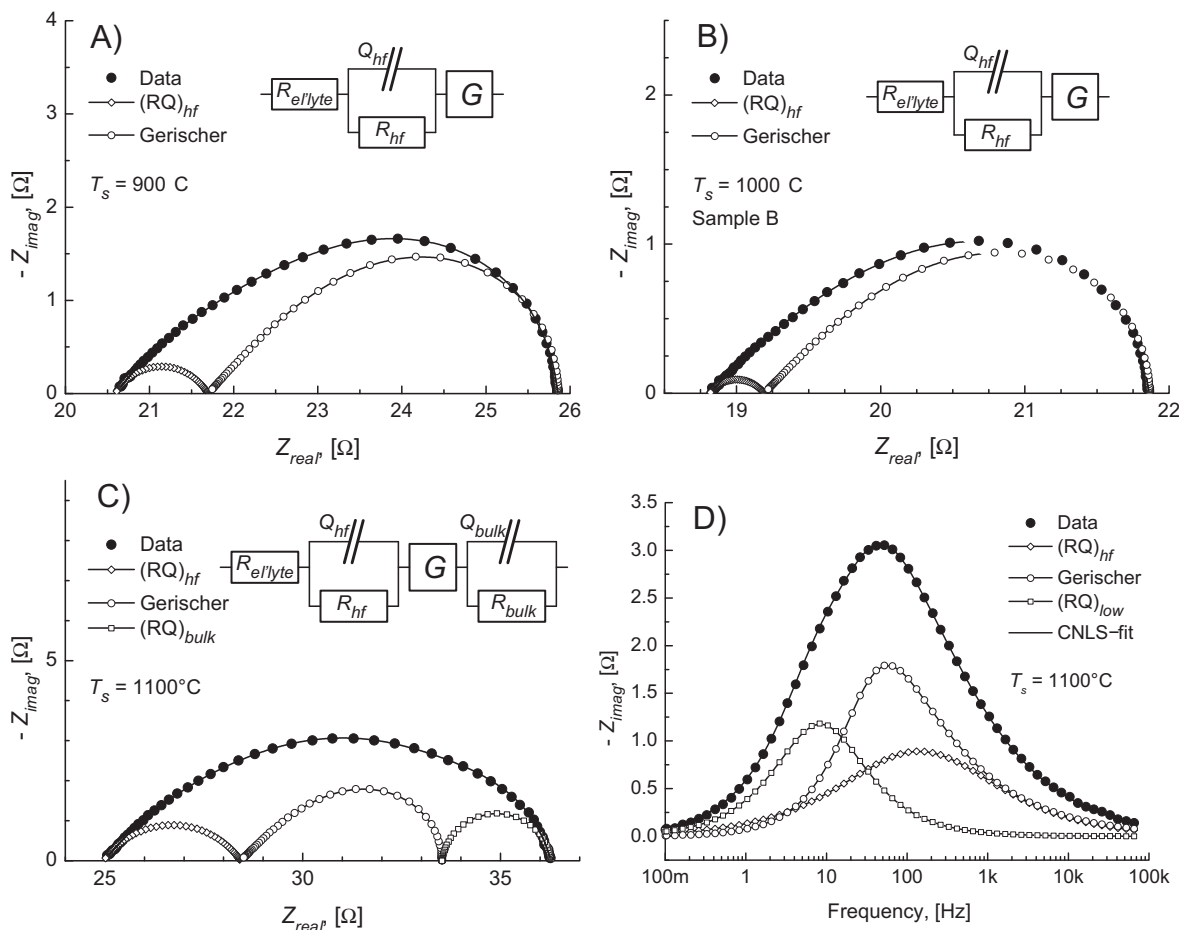 A)
Data
(RQ)hf
Gerischer
Ts = 900 C
Rel'lyte
Qhf
Rhf
G
- Zimag, [Ω]
4
3
2
1
0
20 21 22 23 24 25 26
Zreal, [Ω]
B)
Data
(RQ)hf
Gerischer
Ts = 1000 C
Sample B
Rel'lyte
Qhf
Rhf
G
- Zimag, [Ω]
2
1
0
19 20 21 22
Zreal, [Ω]
C)
Data
(RQ)hf
Gerischer
(RQ)bulk
Ts = 1100°C
Rel'lyte
Qhf
Rhf
G
Qbulk
Rbulk
- Zimag, [Ω]
5
0
25 30 35
Zreal, [Ω]
D)
Data
(RQ)hf
Gerischer
(RQ)low
CNLS-fit
Ts = 1100°C
- Zimag, [Ω]
3.5
3.0
2.5
2.0
1.5
1.0
0.5
0.0
100m 1 10 100 1k 10k 100k
Frequency, [Hz]